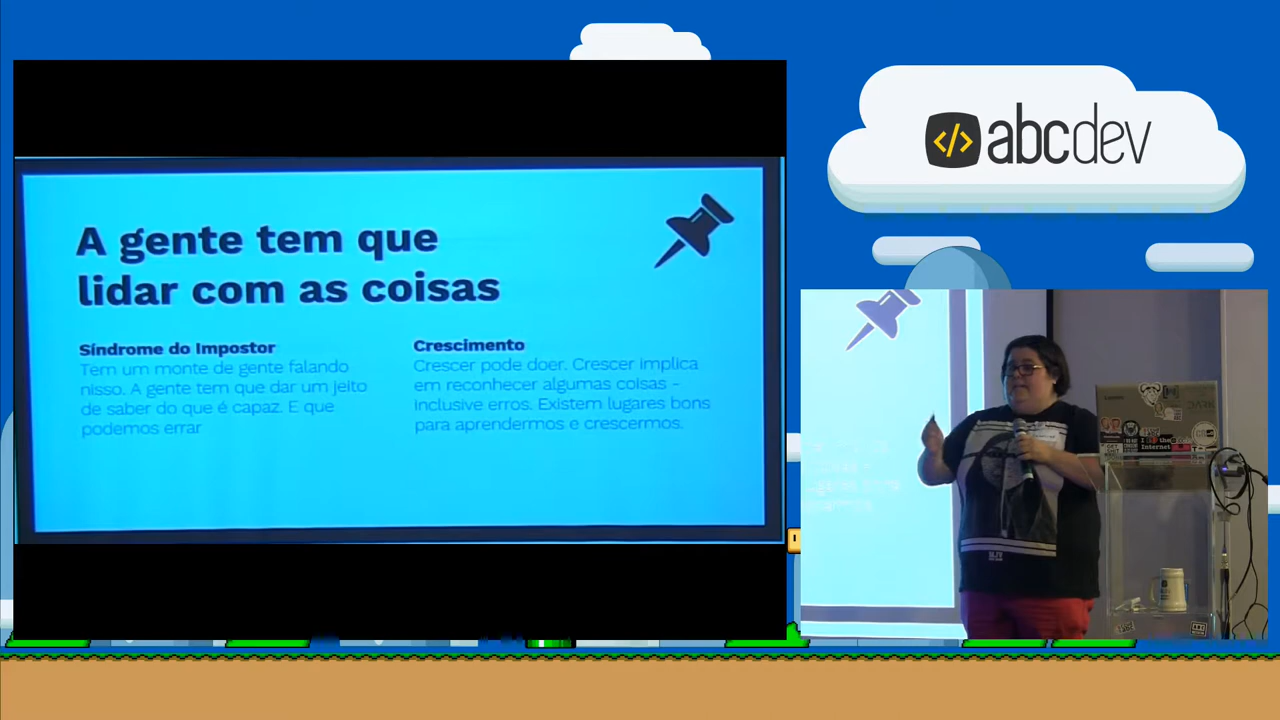 A gente tem que
lidar com as coisas
Síndrome do Impostor
Tem um monte de gente falando
nisso. A gente tem que dar um jeito
de saber do que é capaz. E que
podemos errar
Crescimento
Crescer pode doer. Crescer implica
em reconhecer algumas coisas -
inclusive erros. Existem lugares bons
para aprendermos e crescermos.
</> abcdev
I the
Internet